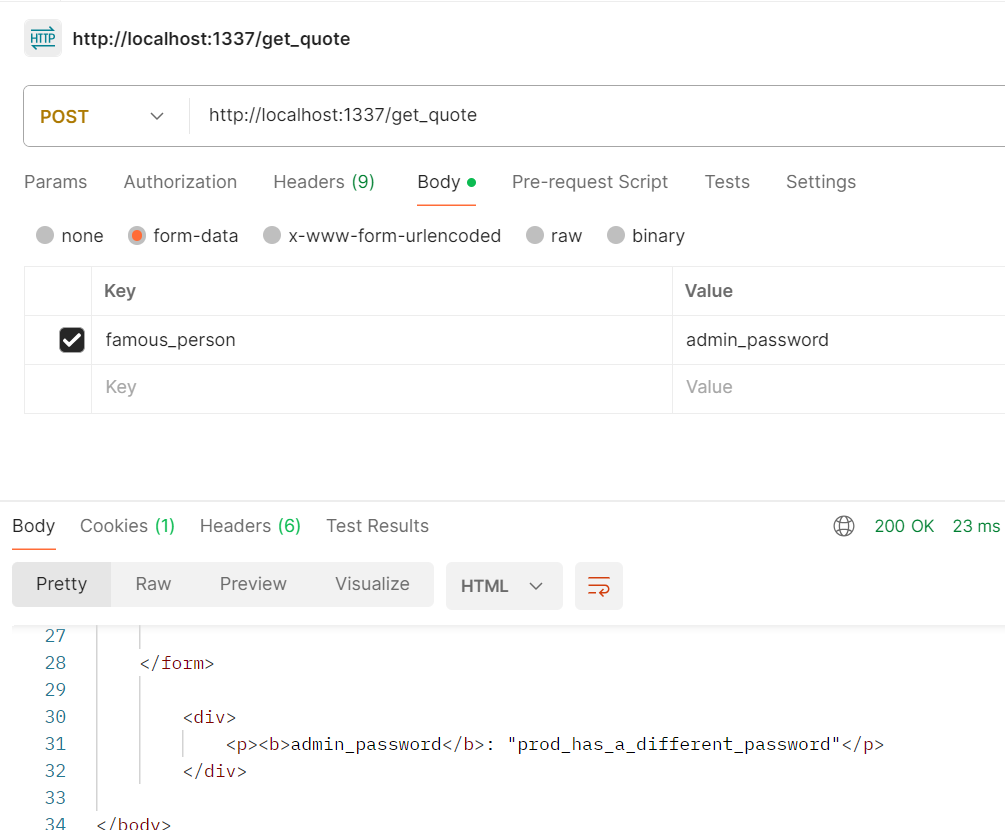 HTTP http://localhost:1337/get_quote
POST http://localhost:1337/get_quote
Params Authorization Headers (9) Body Pre-request Script Tests Settings
none form-data x-www-form-urlencoded raw binary
Key Value
famous_person admin_password
Key Value
Body Cookies (1) Headers (6) Test Results 200 OK 23 ms
Pretty Raw Preview Visualize HTML
27
28 </form>
29
30 <div>
31 <p><b>admin_password</b>: "prod_has_a_different_password"</p>
32 </div>
33
34 </body>